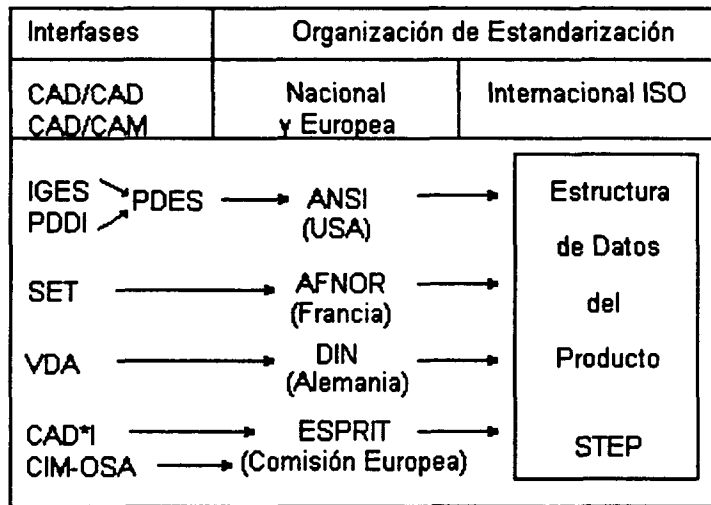 Interfases Organización de Estandarización
CAD/CAD Nacional Internacional ISO
CAD/CAM y Europea
IGES PDES ANSI Estructura
PDDI (USA)
de Datos
SET AFNOR del
(Francia)
VDA DIN Producto
(Alemania)
CAD*I ESPRIT STEP
CIM-OSA (Comisión Europea)